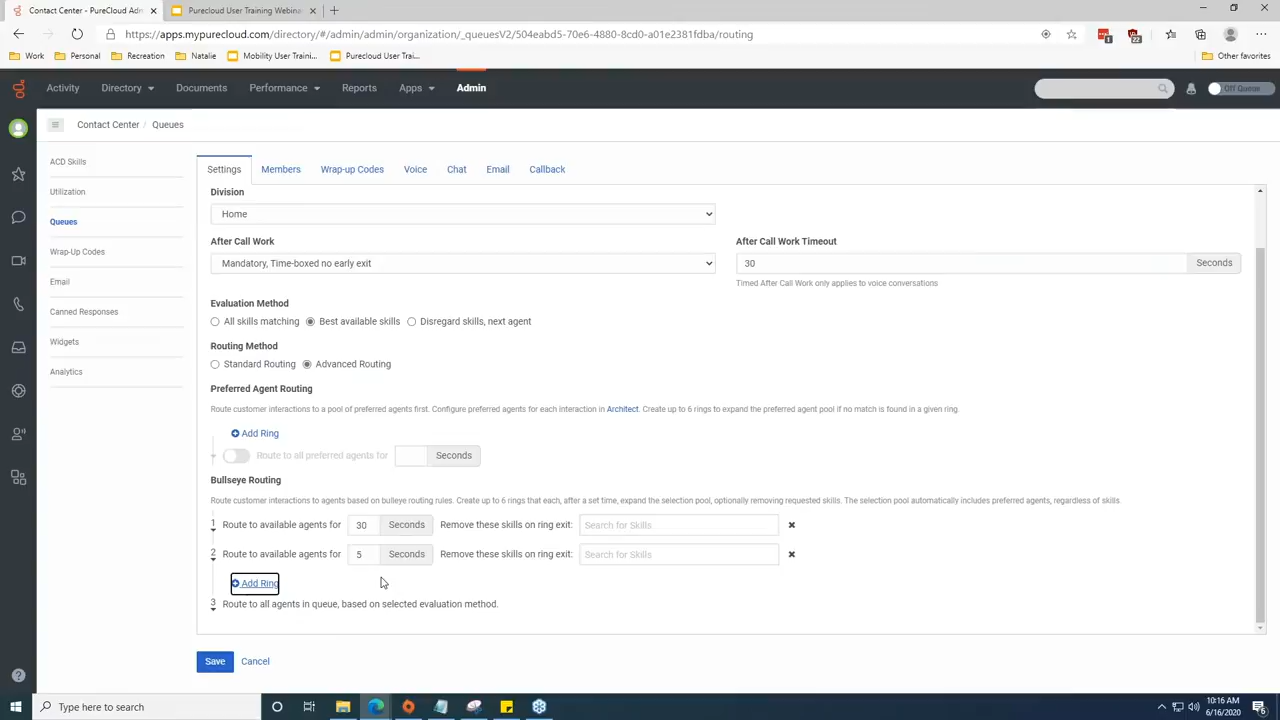 Start Page - PureCloud Adn
PureCloud
https://apps.mypurecloud.com/directory/#/admin/admin/organization/_queuesV2/504eabd5-70e6-4880-8cd0-a01e2381fdba/routing
1
22
Work
Personal
Recreation
Natalie
Mitsogo User Trai...
Purecloud User Tra...
Other favorites
Activity
Directory
Documents
Performance
Reports
Apps
Admin
Off Queue
Contact Center / Queues
ACD Skills
Utilization
Queues
Wrap-Up Codes
Email
Canned Responses
Widgets
Analytics
Settings
Members
Wrap-up Codes
Voice
Chat
Email
Callback
Division
Home
After Call Work
After Call Work Timeout
Mandatory, Time-boxed no early exit
30 Seconds
Timed After Call Work only applies to voice conversations
Evaluation Method
All skills matching Best available skills Disregard skills, next agent
Routing Method
Standard Routing Advanced Routing
Preferred Agent Routing
Route customer interactions to a pool of preferred agents first. Configure preferred agents for each interaction in Architect. Create up to 6 rings to expand the preferred agent pool if no match is found in a given ring.
Add Ring
Route to all preferred agents for Seconds
Bullseye Routing
Route customer interactions to agents based on bulleye routing rules. Create up to 6 rings that each, after a set time, expand the selection pool, optionally removing requested skills. The selection pool automatically includes preferred agents, regardless of skills.
1 Route to available agents for 30 Seconds Remove these skills on ring exit: Search for Skills
2 Route to available agents for 5 Seconds Remove these skills on ring exit: Search for Skills
Add Ring
3 Route to all agents in queue, based on selected evaluation method.
Save Cancel
Type here to search
10:16 AM
6/16/2020
6